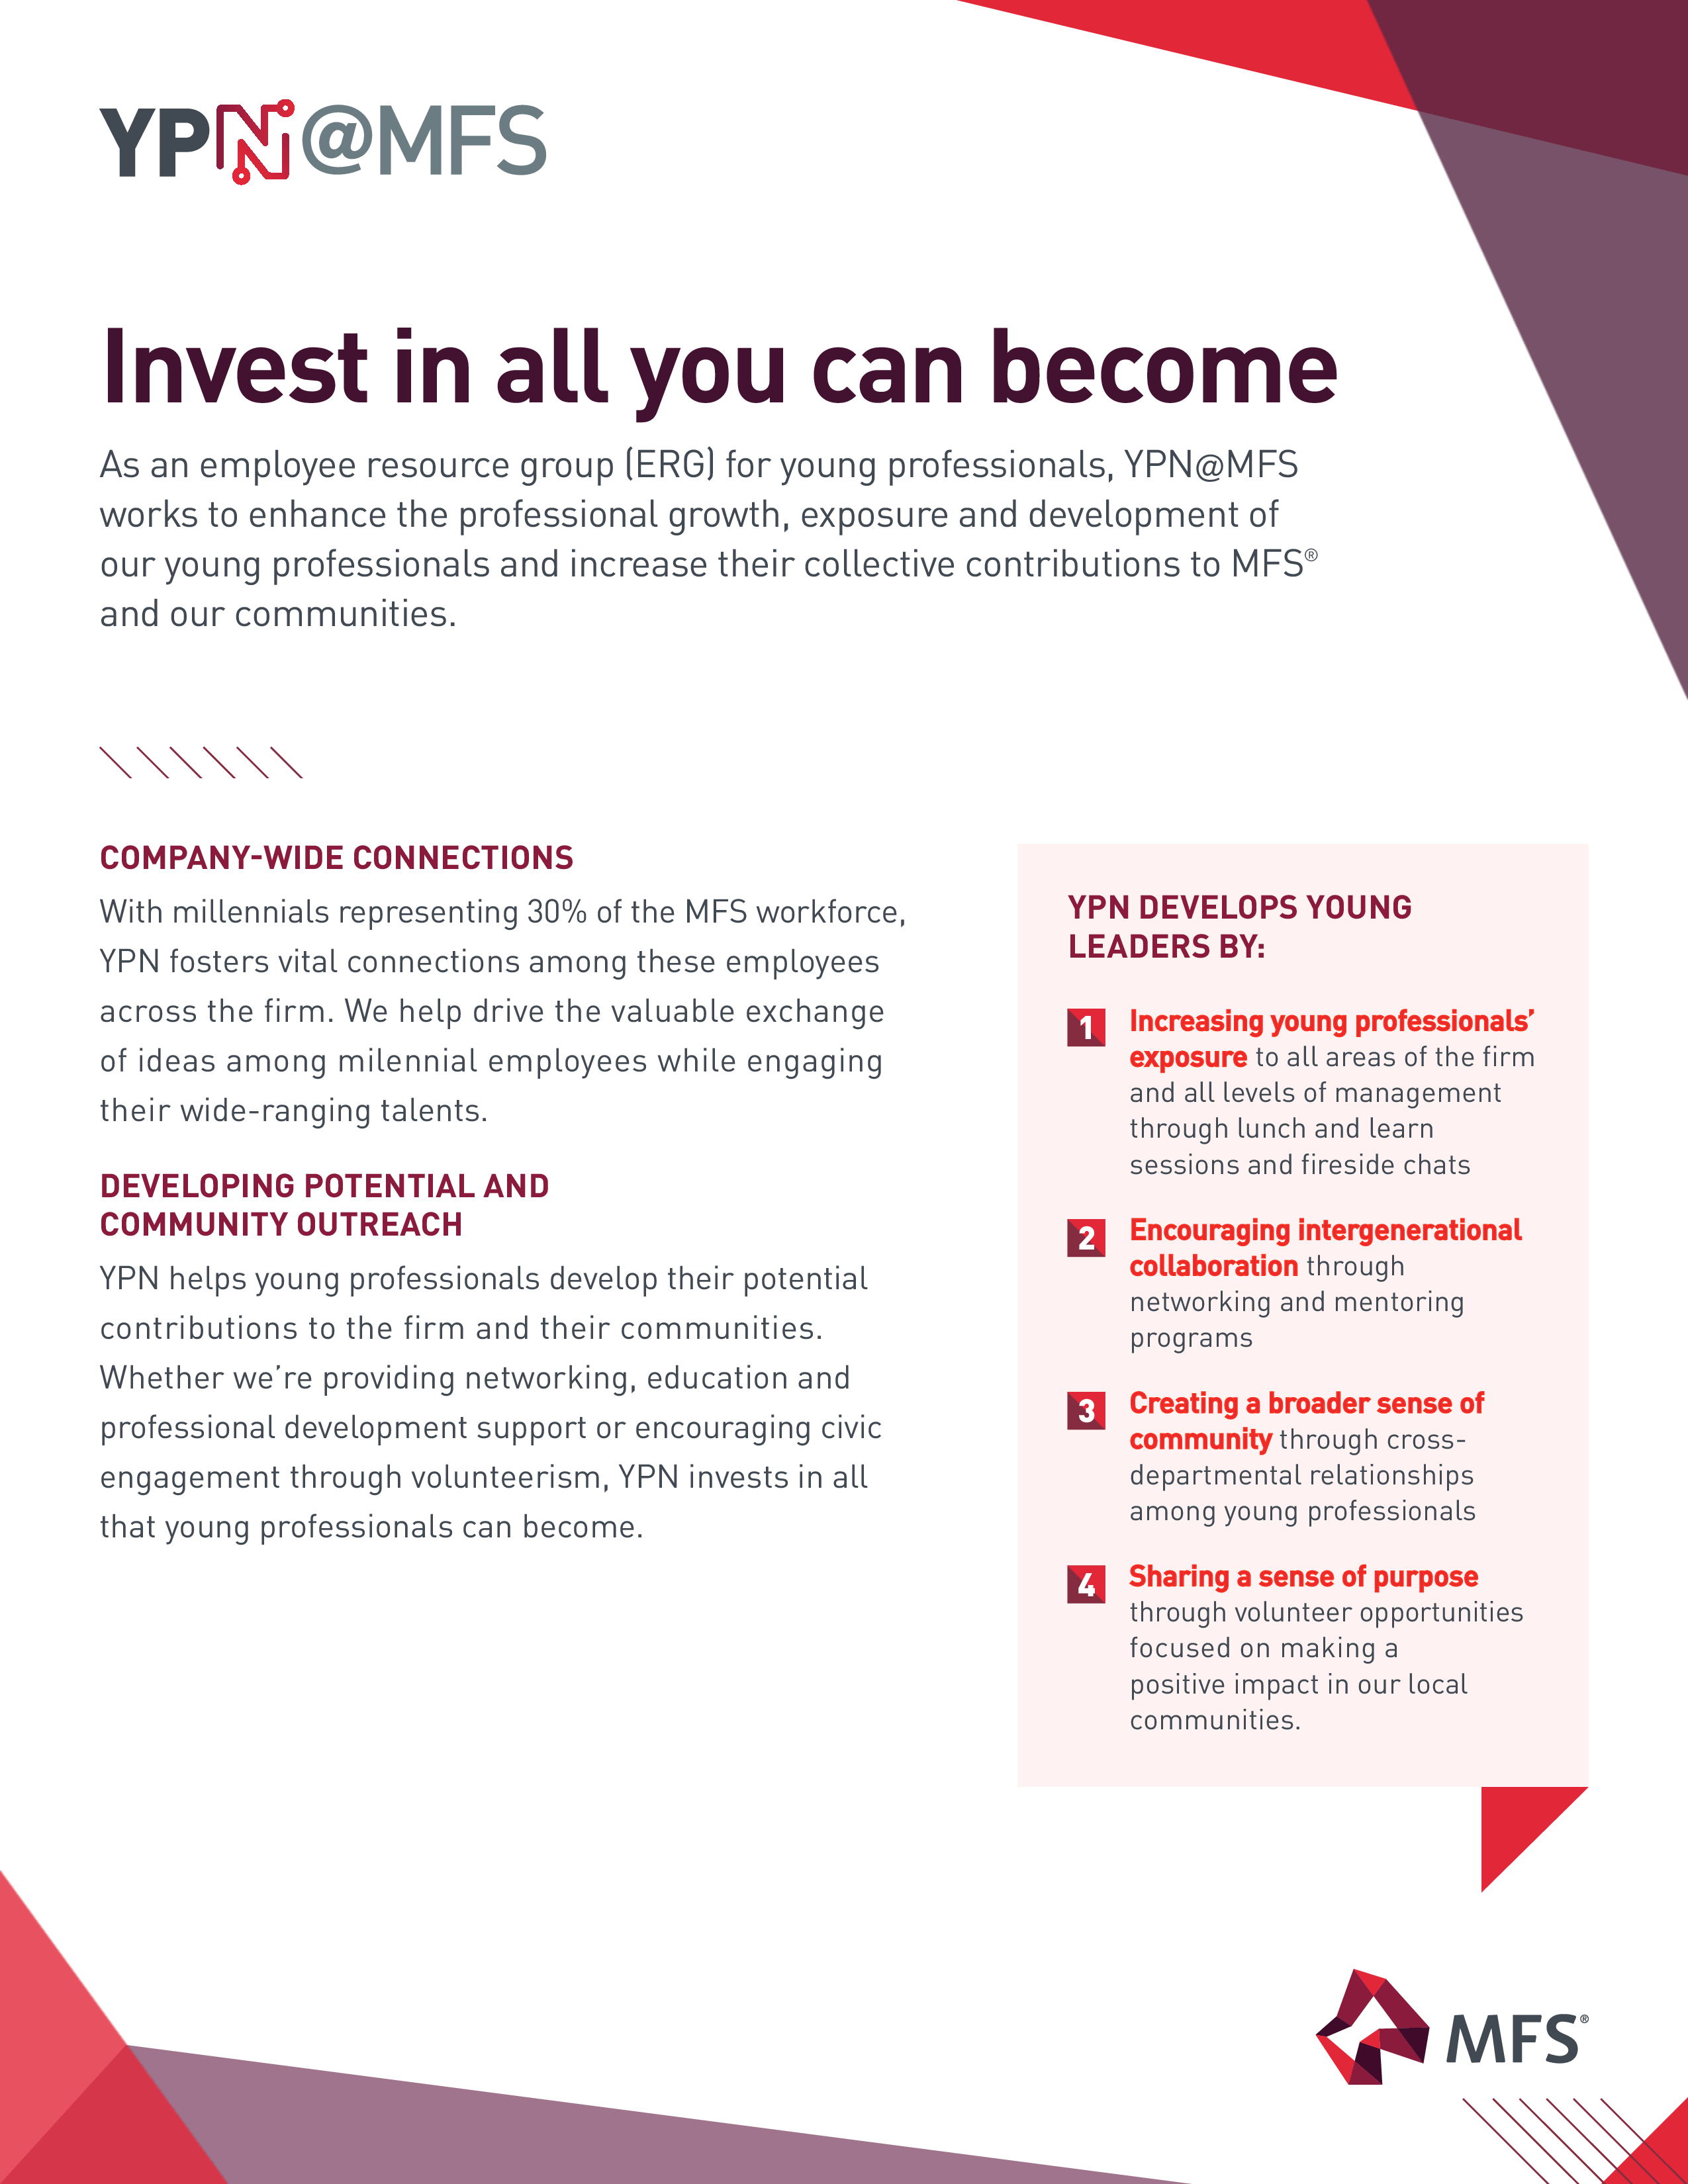 YPN@MFS
Invest in all you can become
As an employee resource group (ERG) for young professionals, YPN@MFS
works to enhance the professional growth, exposure and development of
our young professionals and increase their collective contributions to MFS®
and our communities.
COMPANY-WIDE CONNECTIONS
With millennials representing 30% of the MFS workforce,
YPN fosters vital connections among these employees
across the firm. We help drive the valuable exchange
of ideas among milennial employees while engaging
their wide-ranging talents.
DEVELOPING POTENTIAL AND
COMMUNITY OUTREACH
YPN helps young professionals develop their potential
contributions to the firm and their communities.
Whether we’re providing networking, education and
professional development support or encouraging civic
engagement through volunteerism, YPN invests in all
that young professionals can become.
YPN DEVELOPS YOUNG
LEADERS BY:
1 Increasing young professionals’
exposure to all areas of the firm
and all levels of management
through lunch and learn
sessions and fireside chats
2 Encouraging intergenerational
collaboration through
networking and mentoring
programs
3 Creating a broader sense of
community through cross-
departmental relationships
among young professionals
4 Sharing a sense of purpose
through volunteer opportunities
focused on making a
positive impact in our local
communities.
MFS®